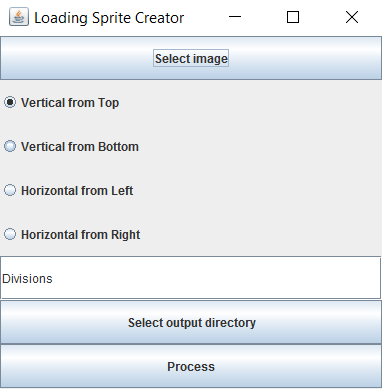 Loading Sprite Creator
Select image
Vertical from Top
Vertical from Bottom
Horizontal from Left
Horizontal from Right
Divisions
Select output directory
Process